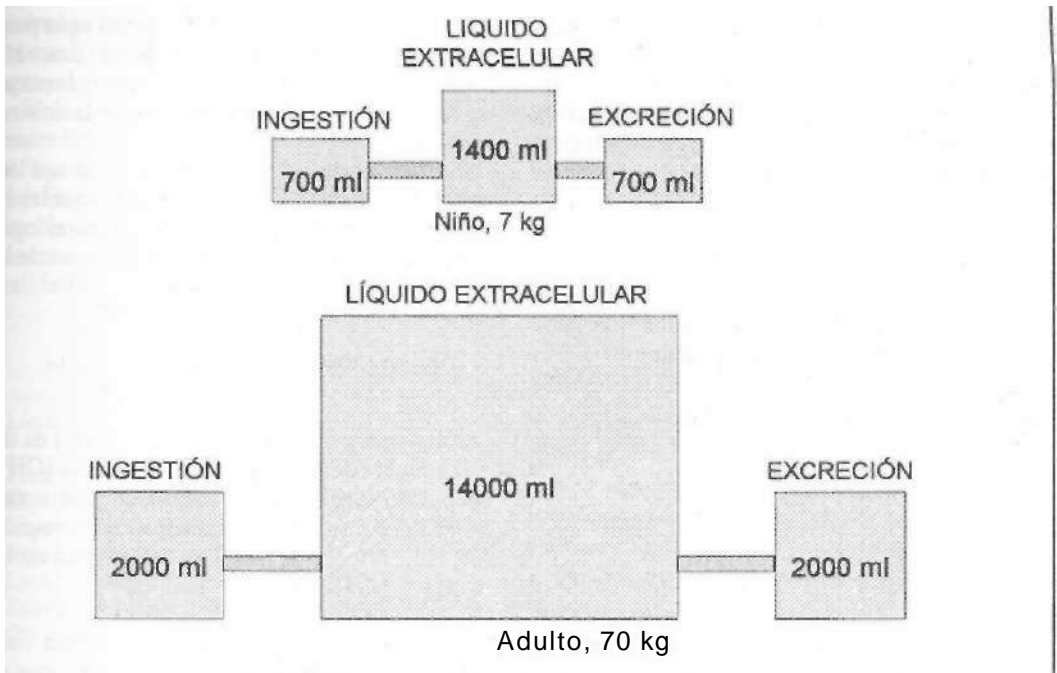 LIQUIDO
EXTRACELULAR
INGESTIÓN
EXCRECIÓN
1400 ml
700 ml
700 ml
Niño, 7 kg
LÍQUIDO EXTRACELULAR
INGESTIÓN
EXCRECIÓN
14000 ml
2000 ml
2000 ml
Adulto, 70 kg